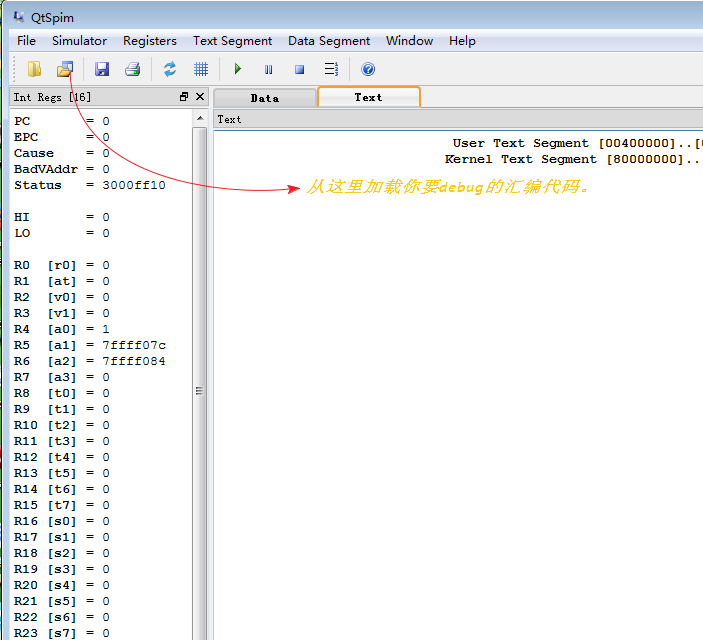 QtSpim
File Simulator Registers Text Segment Data Segment Window Help
Int Regs [16]
Data Text
Text
PC = 0
EPC = 0
Cause = 0
BadVAddr = 0
Status = 3000ff10
HI = 0
LO = 0
R0 [r0] = 0
R1 [at] = 0
R2 [v0] = 0
R3 [v1] = 0
R4 [a0] = 1
R5 [a1] = 7ffff07c
R6 [a2] = 7ffff084
R7 [a3] = 0
R8 [t0] = 0
R9 [t1] = 0
R10 [t2] = 0
R11 [t3] = 0
R12 [t4] = 0
R13 [t5] = 0
R14 [t6] = 0
R15 [t7] = 0
R16 [s0] = 0
R17 [s1] = 0
R18 [s2] = 0
R19 [s3] = 0
R20 [s4] = 0
R21 [s5] = 0
R22 [s6] = 0
R23 [s7] = 0
User Text Segment [00400000]..[
Kernel Text Segment [80000000]..
从这里加载你要debug的汇编代码。